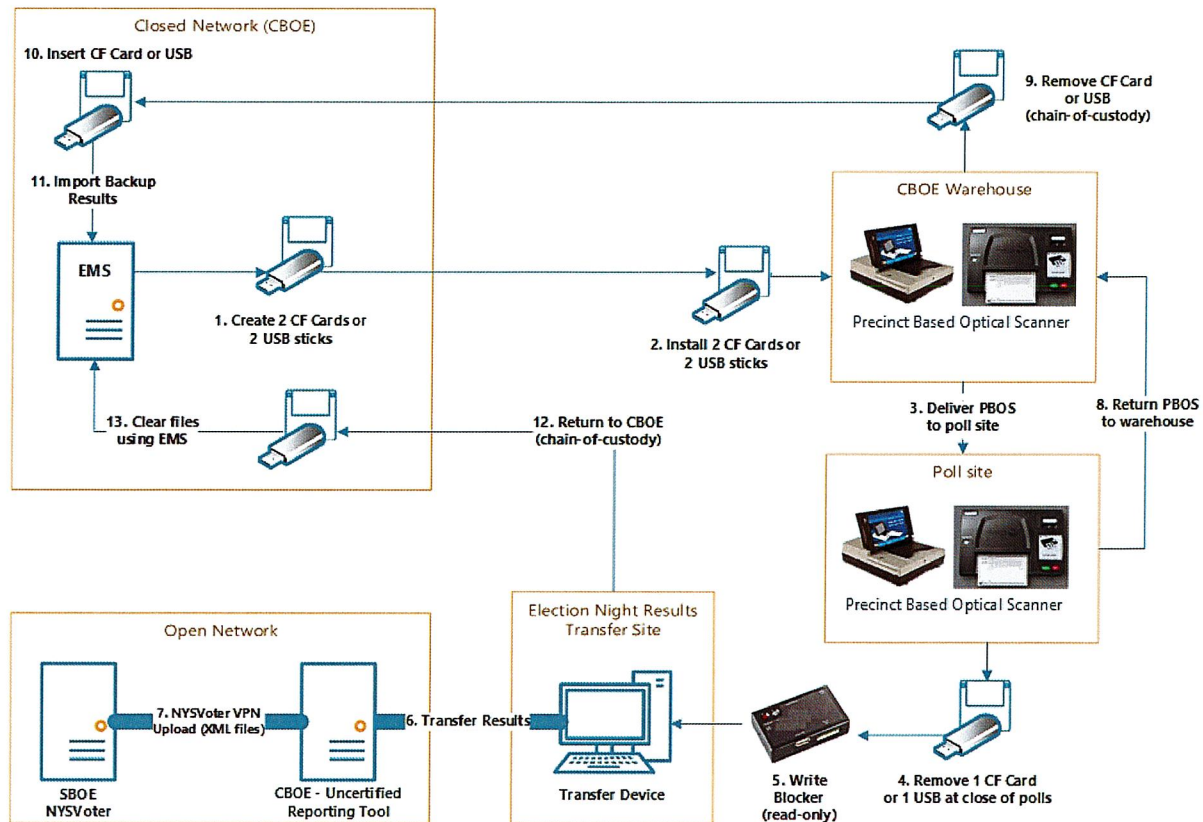 Closed Network (CBOE)
10. Insert CF Card or USB
9. Remove CF Card
or USB
(chain-of-custody)
11. Import Backup
Results
CBOE Warehouse
EMS
Precinct Based Optical Scanner
1. Create 2 CF Cards or
2 USB sticks
2. Install 2 CF Cards or
2 USB sticks
3. Deliver PBOS
to poll site
8. Return PBOS
to warehouse
13. Clear files
using EMS
12. Return to CBOE
(chain-of-custody)
Poll site
Precinct Based Optical Scanner
Election Night Results
Transfer Site
Open Network
7. NYSVoter VPN
Upload (XML files)
6. Transfer Results
SBOE
NYSVoter
CBOE - Uncertified
Reporting Tool
Transfer Device
5. Write
Blocker
(read-only)
4. Remove 1 CF Card
or 1 USB at close of polls